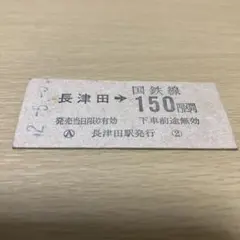 国鉄線
長津田 → 150円区間
発売当日限り有効 下車前途無効
Ⓐ 長津田駅発行 ②